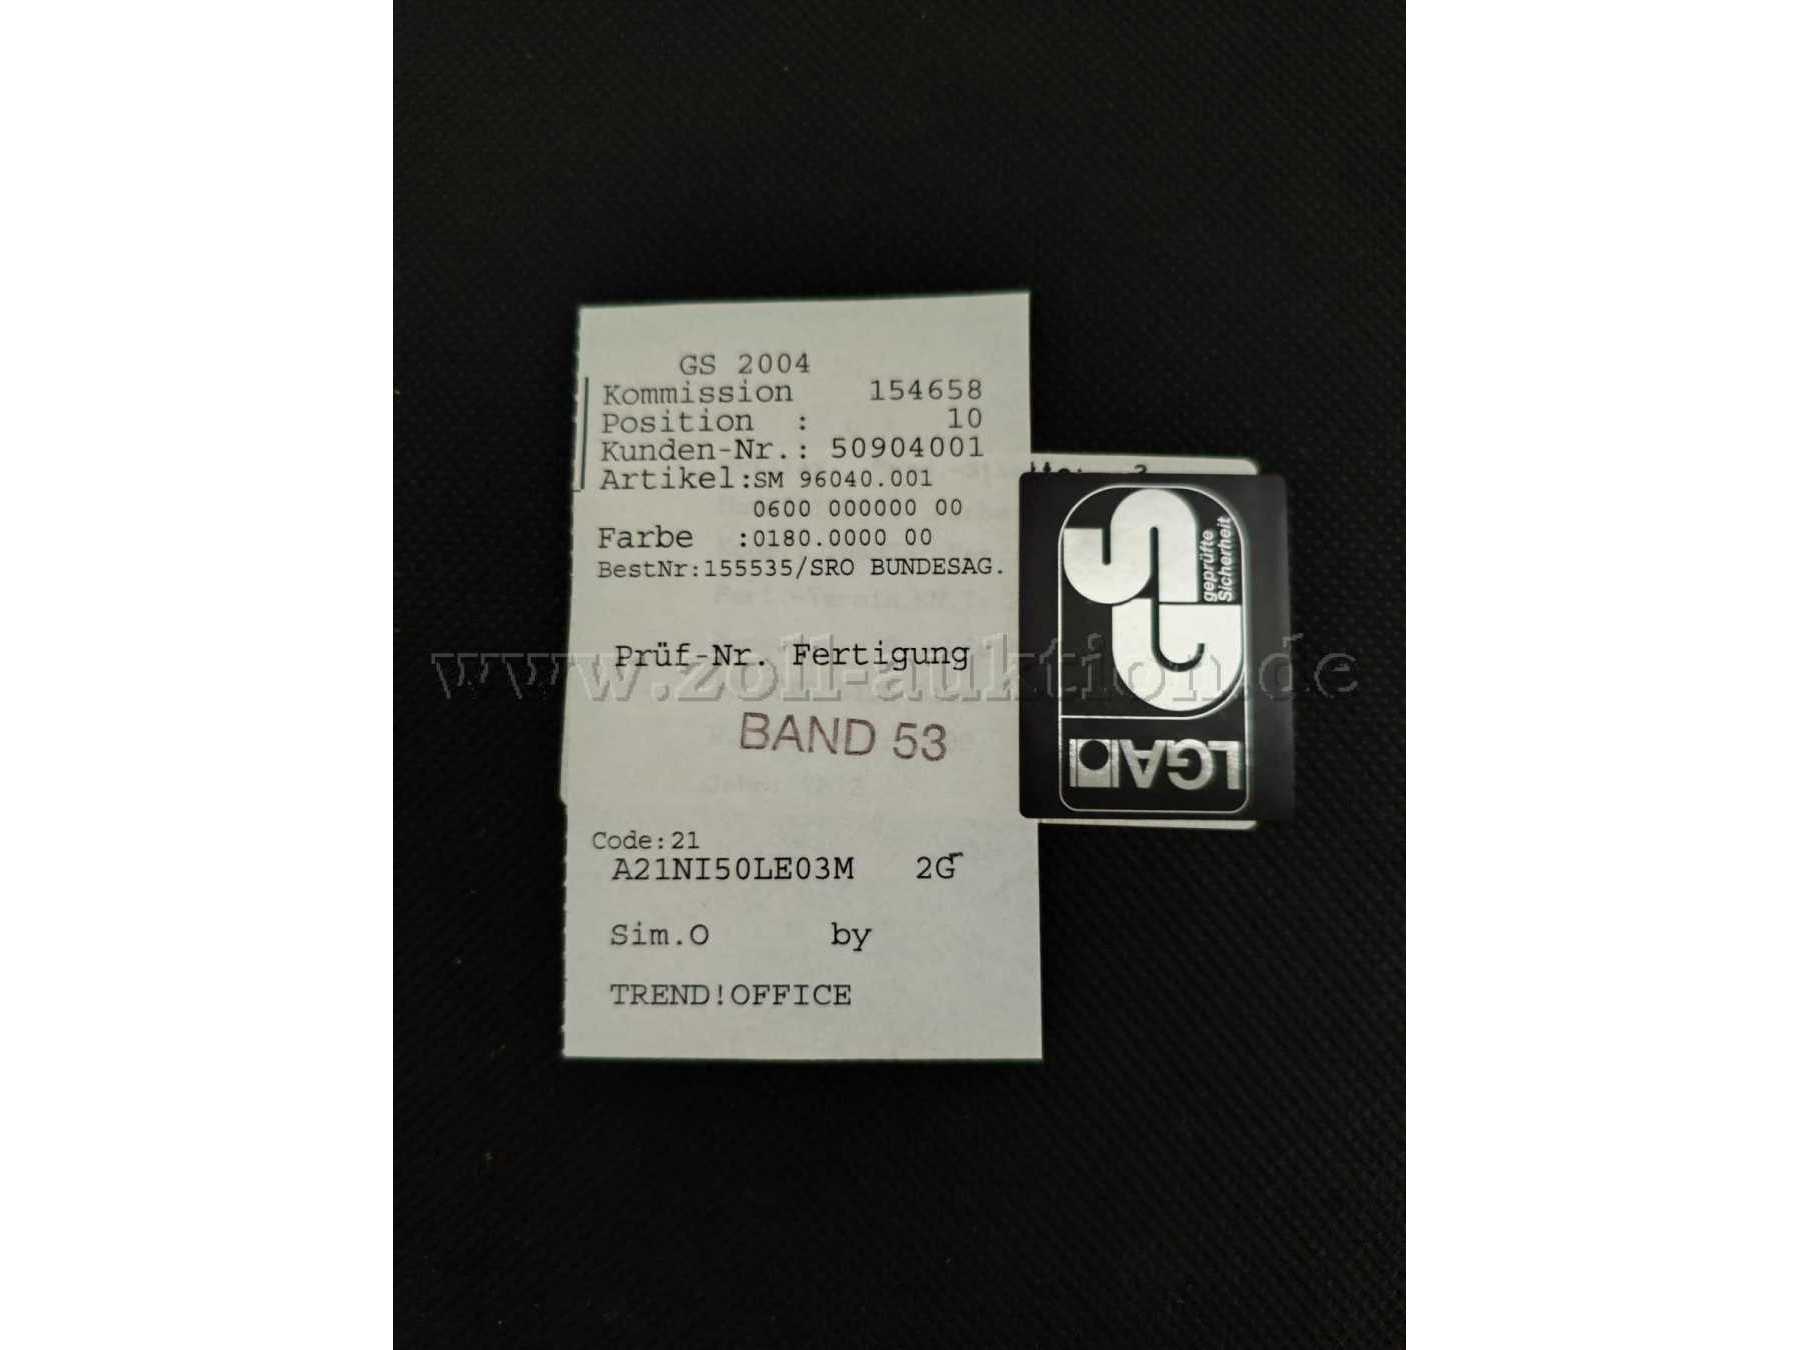 GS 2004
Kommission 154658
Position : 10
Kunden-Nr.: 50904001
Artikel:SM 96040.001
0600 000000 00
Farbe :0180.0000 00
BestNr:155535/SRO BUNDESAG.
Prüf-Nr. Fertigung
www.zoll-auktion.de
BAND 53
Code:21
A21NI50LE03M 2G
Sim.O by
TREND!OFFICE
GS
geprüfte
Sicherheit
LGA